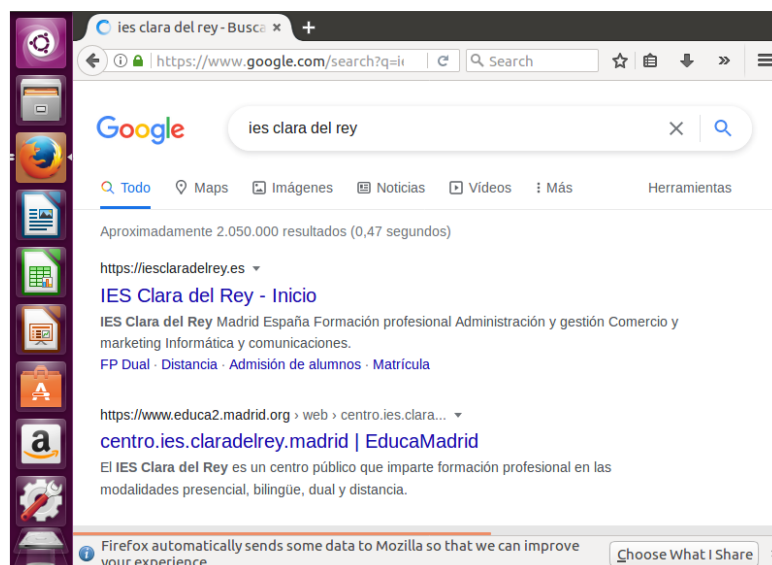 ies clara del rey - Busca
https://www.google.com/search?q=ie
Search
Google
ies clara del rey
Todo Maps Imágenes Noticias Vídeos Más Herramientas
Aproximadamente 2.050.000 resultados (0,47 segundos)
https://iesclaradelrey.es
IES Clara del Rey - Inicio
IES Clara del Rey Madrid España Formación profesional Administración y gestión Comercio y
marketing Informática y comunicaciones.
FP Dual · Distancia · Admisión de alumnos · Matrícula
https://www.educa2.madrid.org › web › centro.ies.clara...
centro.ies.claradelrey.madrid | EducaMadrid
El IES Clara del Rey es un centro público que imparte formación profesional en las
modalidades presencial, bilingüe, dual y distancia.
Firefox automatically sends some data to Mozilla so that we can improve
your experience
Choose What I Share